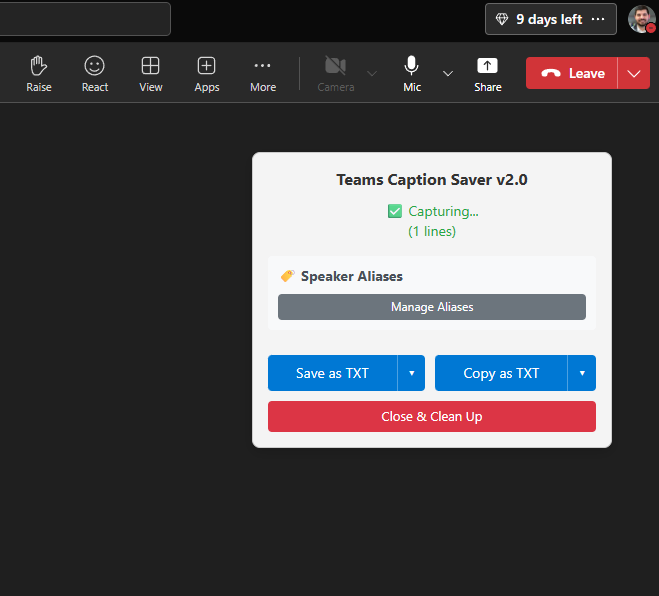 9 days left ...
Raise
React
View
Apps
More
Camera
Mic
Share
Leave
Teams Caption Saver v2.0
✅ Capturing...
(1 lines)
Speaker Aliases
Manage Aliases
Save as TXT
Copy as TXT
Close & Clean Up